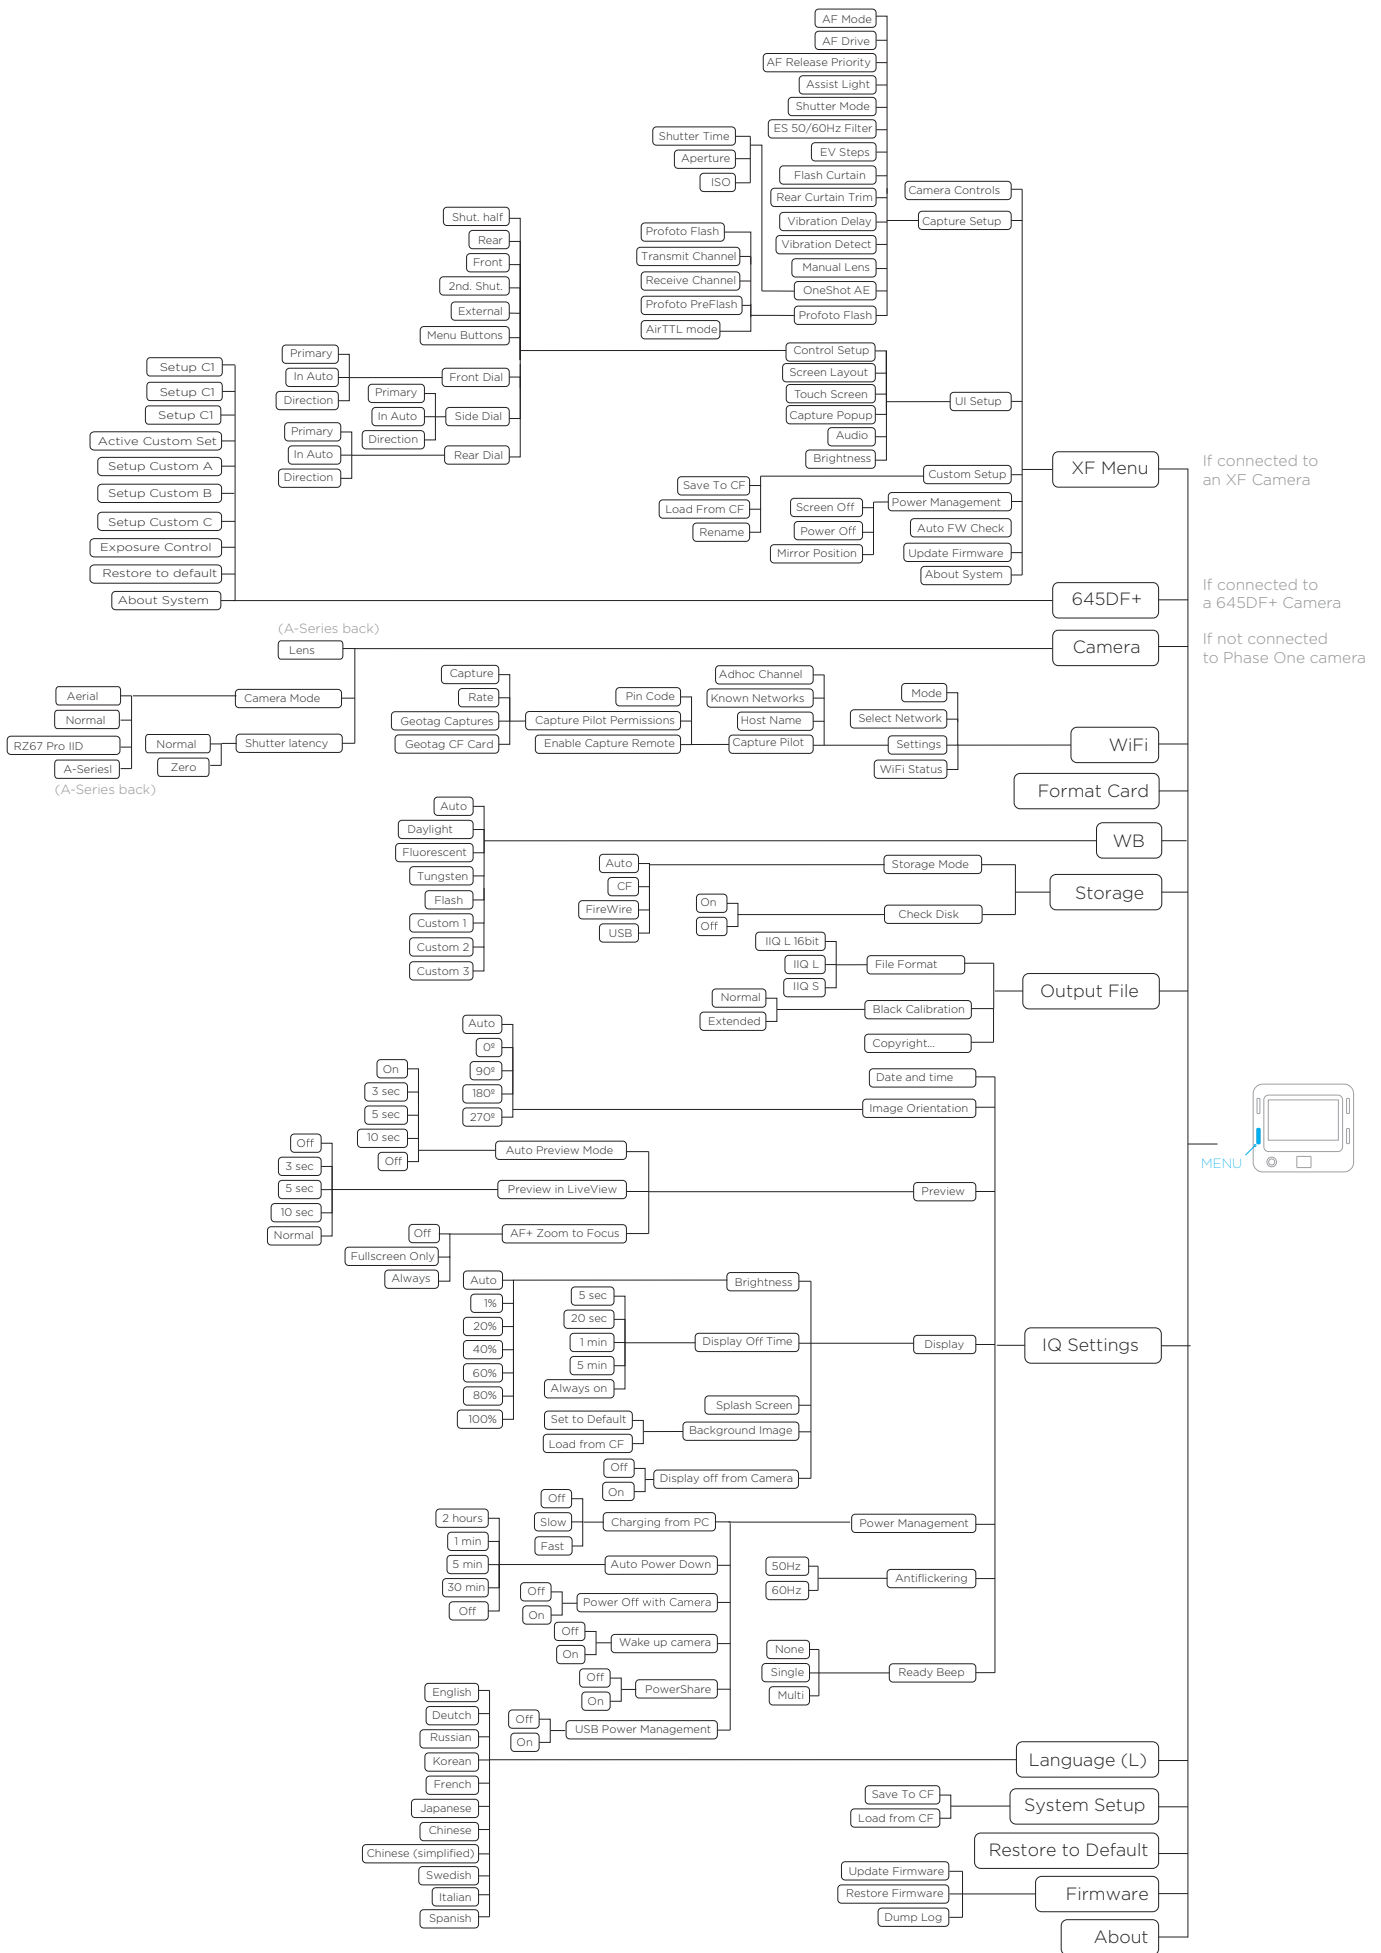 AF Mode
AF Drive
AF Release Priority
Assist Light
Shutter Mode
ES 50/60Hz Filter
EV Steps
Flash Curtain
Rear Curtain Trim
Vibration Delay
Vibration Detect
Manual Lens
OneShot AE
Profoto Flash
Shutter Time
Aperture
ISO
Profoto Flash
Transmit Channel
Receive Channel
Profoto PreFlash
AirTTL mode
Camera Controls
Capture Setup
UI Setup
Custom Setup
Power Management
Auto FW Check
Update Firmware
About System
Control Setup
Screen Layout
Touch Screen
Capture Popup
Audio
Brightness
Shut. half
Rear
Front
2nd. Shut.
External
Menu Buttons
Front Dial
Side Dial
Rear Dial
Primary
In Auto
Direction
Primary
In Auto
Direction
Primary
In Auto
Direction
Save To CF
Load From CF
Rename
Screen Off
Power Off
Mirror Position
XF Menu
If connected to
an XF Camera
Setup C1
Setup C1
Setup C1
Active Custom Set
Setup Custom A
Setup Custom B
Setup Custom C
Exposure Control
Restore to default
About System
645DF+
If connected to
a 645DF+ Camera
(A-Series back)
Lens
Camera Mode
Shutter latency
Aerial
Normal
RZ67 Pro IID
A-Seriesl
(A-Series back)
Normal
Zero
Camera
If not connected
to Phase One camera
Capture
Rate
Geotag Captures
Geotag CF Card
Pin Code
Capture Pilot Permissions
Enable Capture Remote
Adhoc Channel
Known Networks
Host Name
Capture Pilot
Mode
Select Network
Settings
WiFi Status
WiFi
Format Card
Auto
Daylight
Fluorescent
Tungsten
Flash
Custom 1
Custom 2
Custom 3
WB
Auto
CF
FireWire
USB
Storage Mode
On
Off
Check Disk
Storage
IIQ L 16bit
IIQ L
IIQ S
File Format
Normal
Extended
Black Calibration
Copyright...
Output File
Date and time
Auto
0º
90º
180º
270º
Image Orientation
On
3 sec
5 sec
10 sec
Off
Auto Preview Mode
Off
3 sec
5 sec
10 sec
Normal
Preview in LiveView
Off
Fullscreen Only
Always
AF+ Zoom to Focus
Preview
MENU
Auto
1%
20%
40%
60%
80%
100%
Brightness
5 sec
20 sec
1 min
5 min
Always on
Display Off Time
Splash Screen
Set to Default
Load from CF
Background Image
Off
On
Display off from Camera
Display
IQ Settings
Off
Slow
Fast
Charging from PC
2 hours
1 min
5 min
30 min
Off
Auto Power Down
Off
On
Power Off with Camera
Off
On
Wake up camera
Off
On
PowerShare
Off
On
USB Power Management
Power Management
50Hz
60Hz
Antiflickering
None
Single
Multi
Ready Beep
English
Deutch
Russian
Korean
French
Japanese
Chinese
Chinese (simplified)
Swedish
Italian
Spanish
Language (L)
Save To CF
Load from CF
System Setup
Restore to Default
Update Firmware
Restore Firmware
Dump Log
Firmware
About